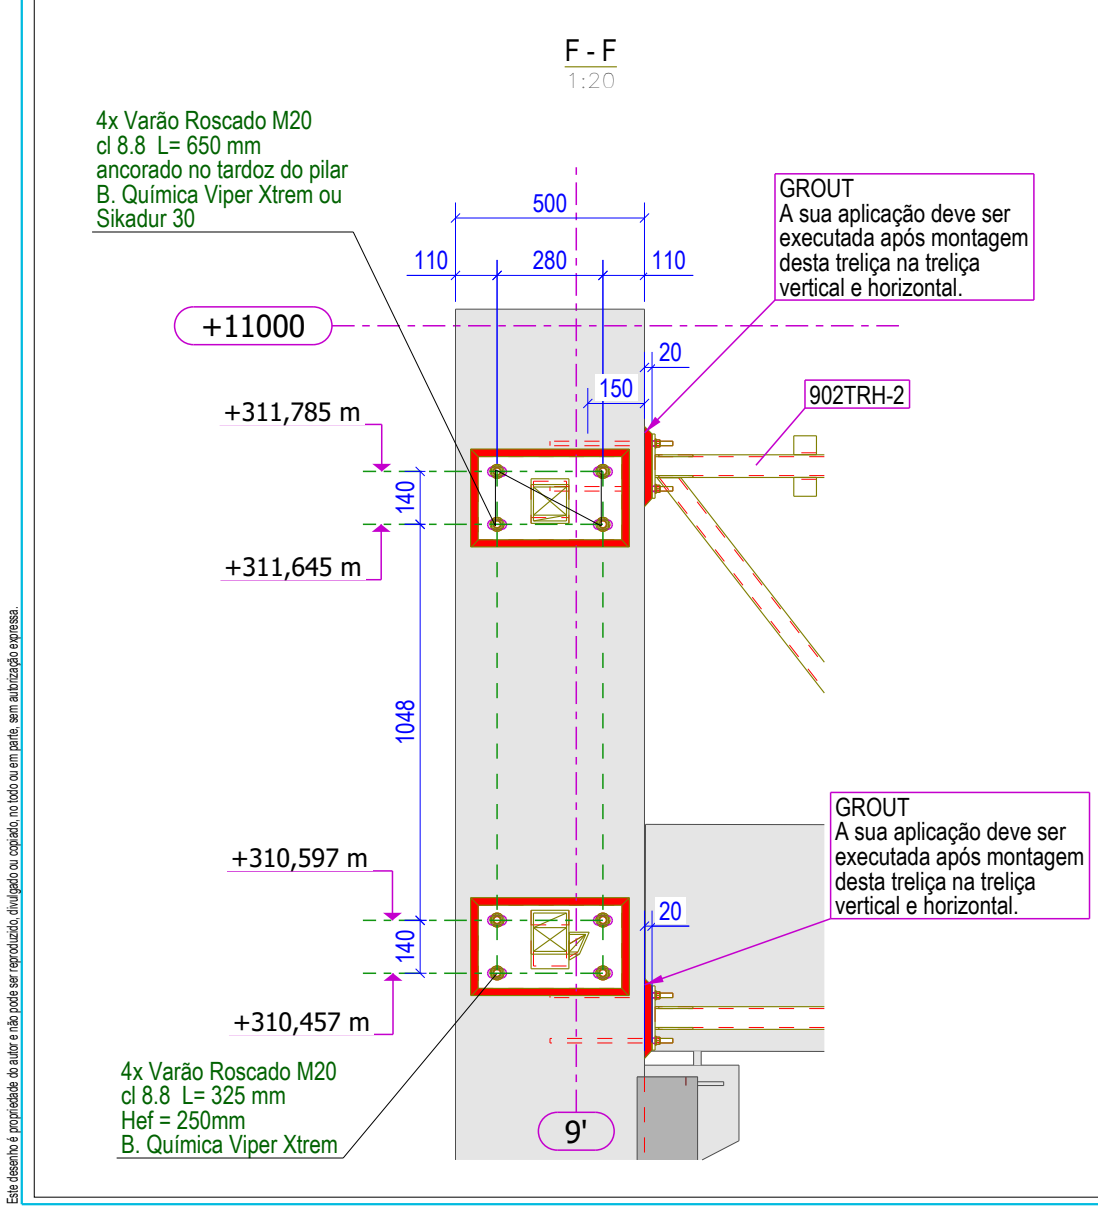 F - F
1:20
4x Varão Roscado M20
cl 8.8 L= 650 mm
ancorado no tardoz do pilar
B. Química Viper Xtrem ou
Sikadur 30
GROUT
A sua aplicação deve ser
executada após montagem
desta treliça na treliça
vertical e horizontal.
500
110
280
110
+11000
20
150
902TRH-2
+311,785 m
140
+311,645 m
1048
+310,597 m
140
+310,457 m
GROUT
A sua aplicação deve ser
executada após montagem
desta treliça na treliça
vertical e horizontal.
20
4x Varão Roscado M20
cl 8.8 L= 325 mm
Hef = 250mm
B. Química Viper Xtrem
9'
Este desenho é propriedade do autor e não pode ser reproduzido, divulgado ou copiado, no todo ou em parte, sem autorização expressa.